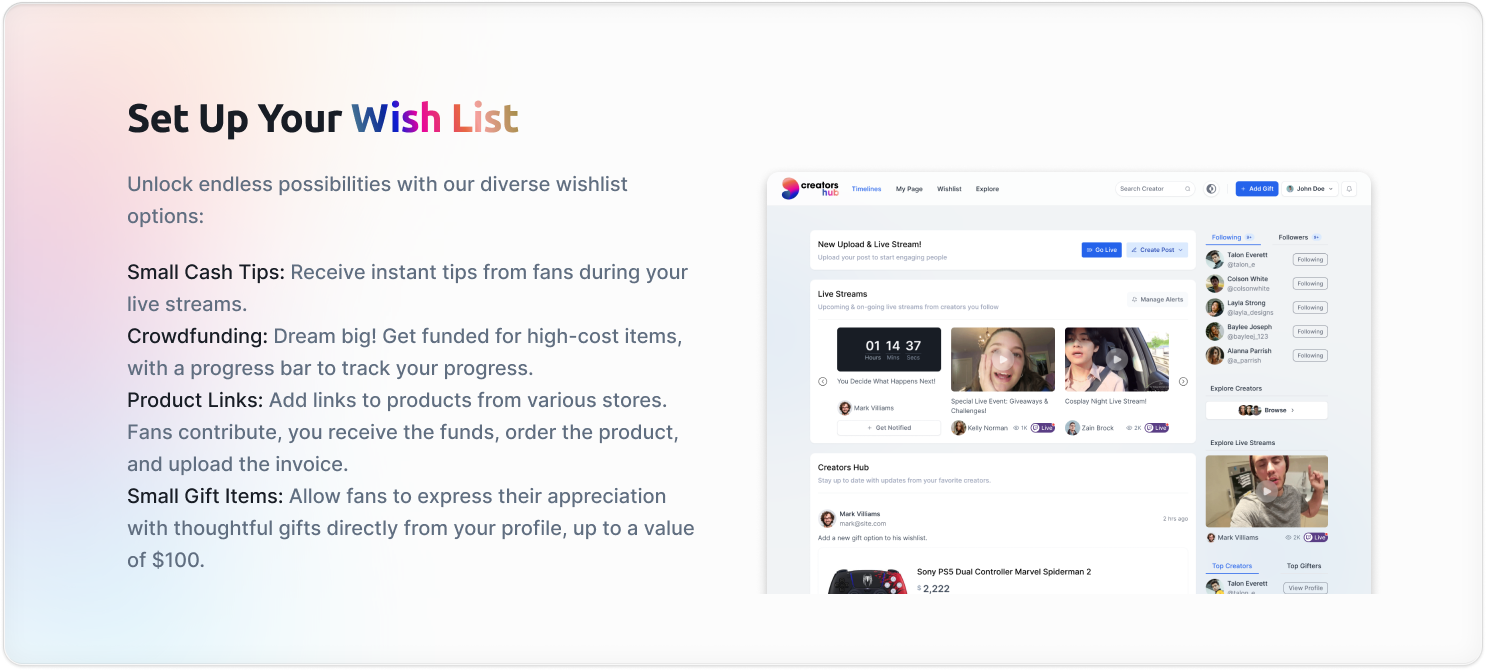 Set Up Your Wish List
Unlock endless possibilities with our diverse wishlist
options:
Small Cash Tips: Receive instant tips from fans during your
live streams.
Crowdfunding: Dream big! Get funded for high-cost items,
with a progress bar to track your progress.
Product Links: Add links to products from various stores.
Fans contribute, you receive the funds, order the product,
and upload the invoice.
Small Gift Items: Allow fans to express their appreciation
with thoughtful gifts directly from your profile, up to a value
of $100.
creators
hub
Timelines My Page Wishlist Explore
Search Creator
+ Add Gift
John Doe
New Upload & Live Stream!
Upload your post to start engaging people
Go Live
Create Post
Live Streams
Upcoming & on-going live streams from creators you follow
Manage Alerts
01 14 37
Hours Mins Secs
You Decide What Happens Next!
Mark Villiams
+ Get Notified
Special Live Event: Giveaways &
Challenges!
Kelly Norman 1K Live
Cosplay Night Live Stream!
Zain Brock 2K Live
Creators Hub
Stay up to date with updates from your favorite creators.
Mark Villiams
mark@site.com
2 hrs ago
Add a new gift option to his wishlist.
Sony PS5 Dual Controller Marvel Spiderman 2
$ 2,222
Following 9+ Followers 9+
Talon Everett
@talon_e
Following
Colson White
@colsonwhite
Following
Layla Strong
@layla_designs
Following
Baylee Joseph
@bayleej_123
Following
Alanna Parrish
@a_parrish
Following
Explore Creators
Browse
Explore Live Streams
Mark Villiams 2K Live
Top Creators Top Gifters
Talon Everett
@talon_e
View Profile